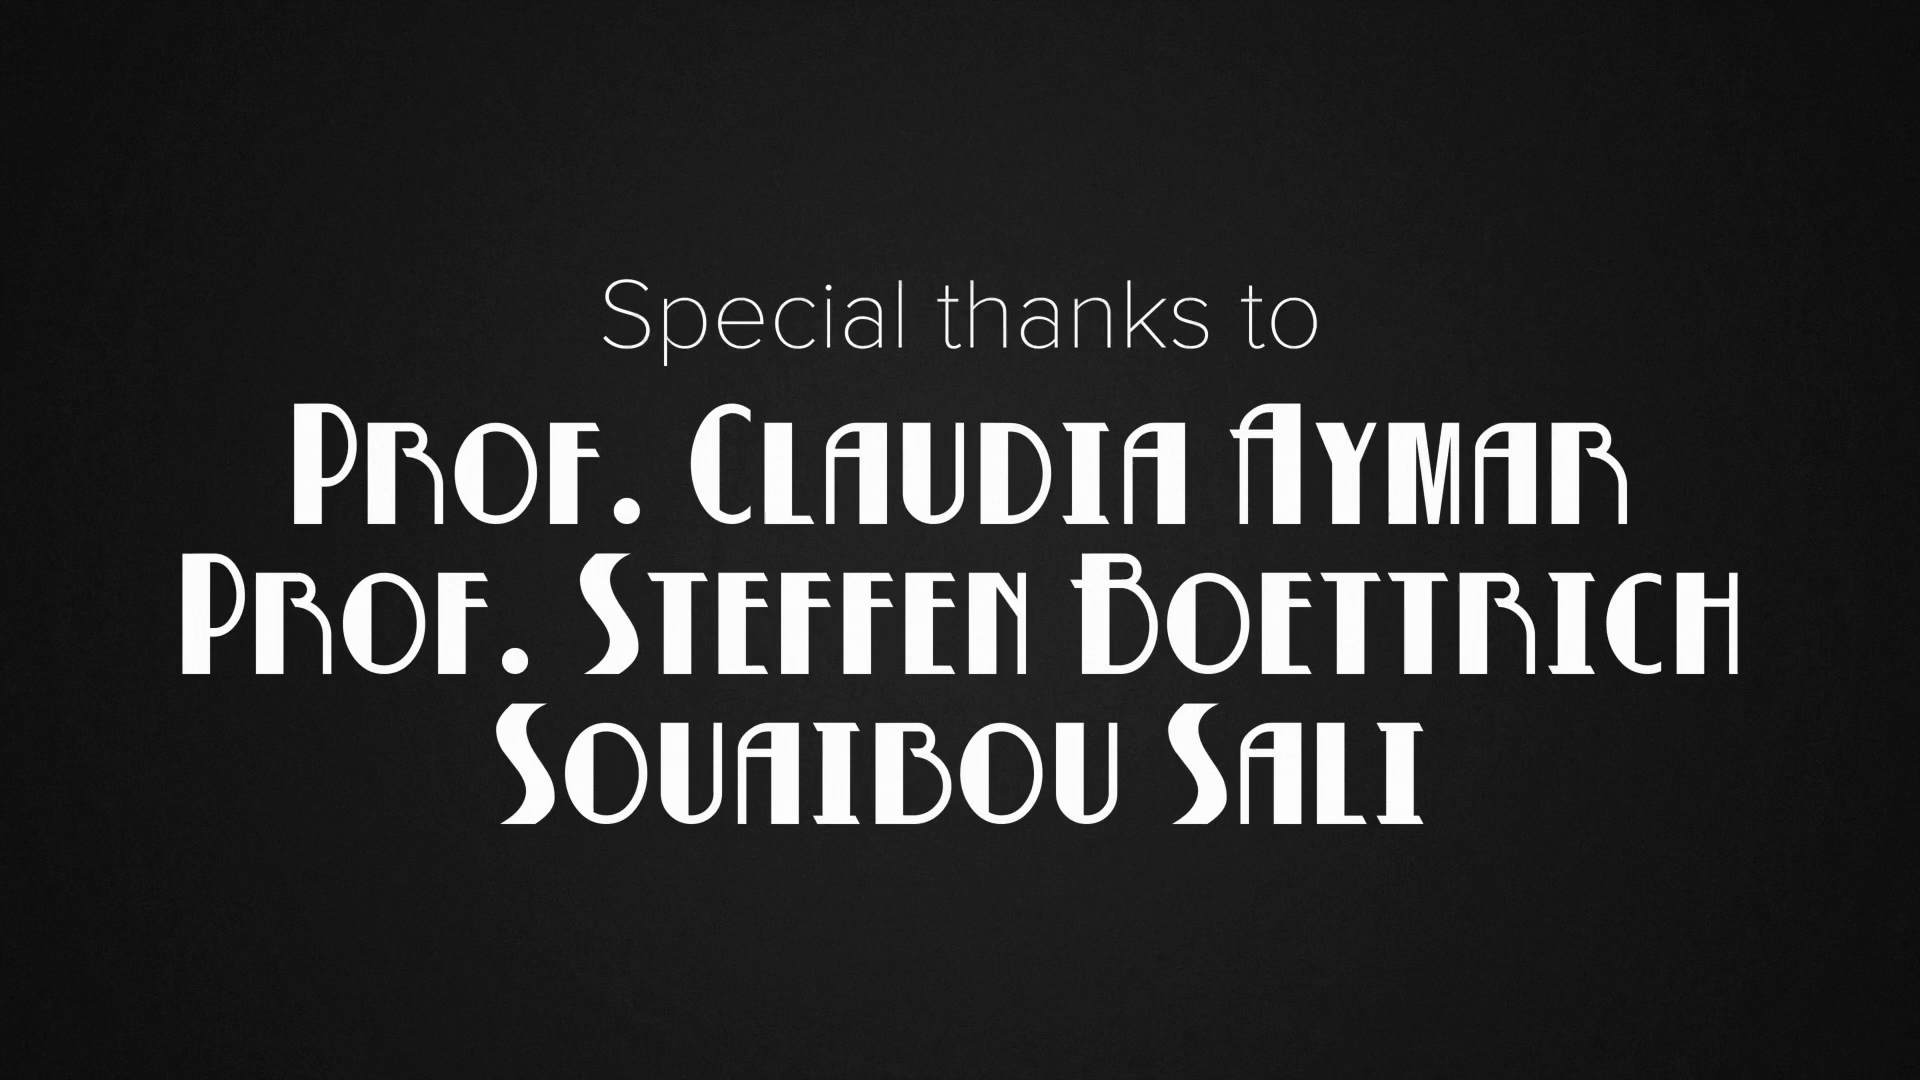 Special thanks to
Prof. Claudia Aymar
Prof. Steffen Boettrich
Souaibou Sali